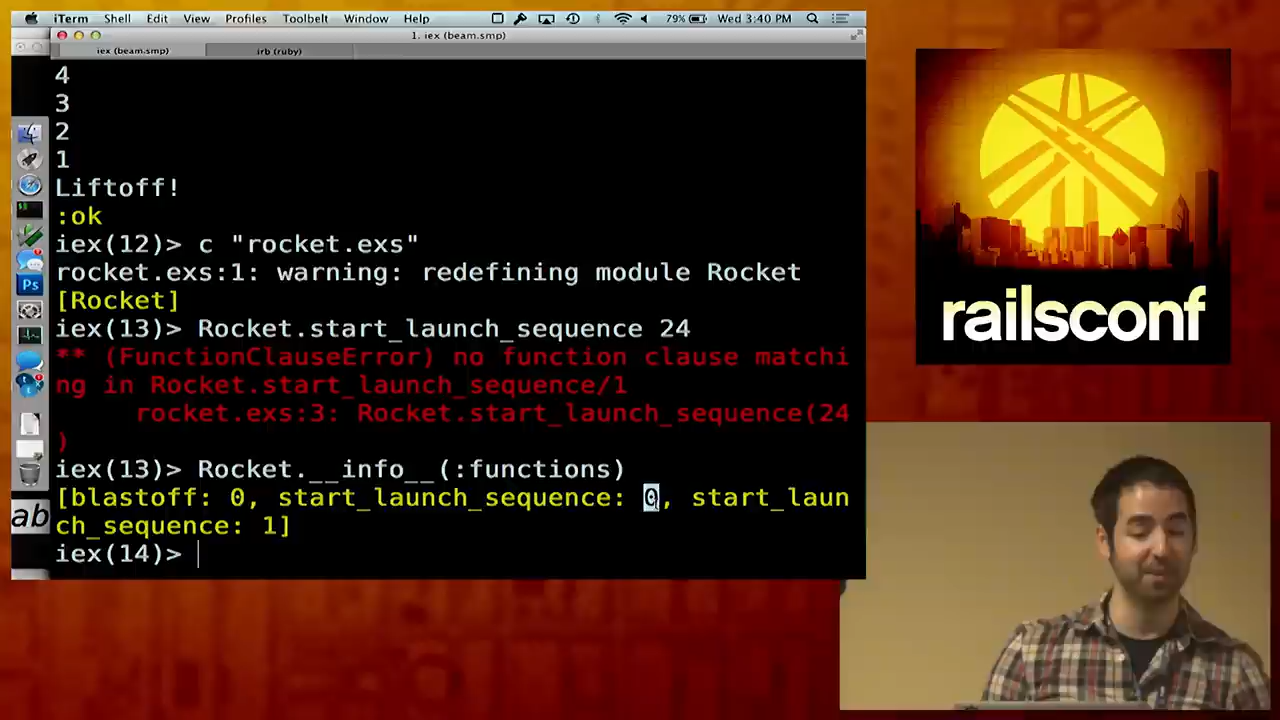 iTerm Shell Edit View Profiles Toolbelt Window Help 79% Wed 3:40 PM
1. iex (beam.smp)
iex (beam.smp) irb (ruby)
4
3
2
1
Liftoff!
:ok
iex(12)> c "rocket.exs"
rocket.exs:1: warning: redefining module Rocket
[Rocket]
iex(13)> Rocket.start_launch_sequence 24
** (FunctionClauseError) no function clause matchi
ng in Rocket.start_launch_sequence/1
rocket.exs:3: Rocket.start_launch_sequence(24
)
iex(13)> Rocket.__info__(:functions)
[blastoff: 0, start_launch_sequence: 0, start_laun
ch_sequence: 1]
iex(14)>
Ps
ab
railsconf